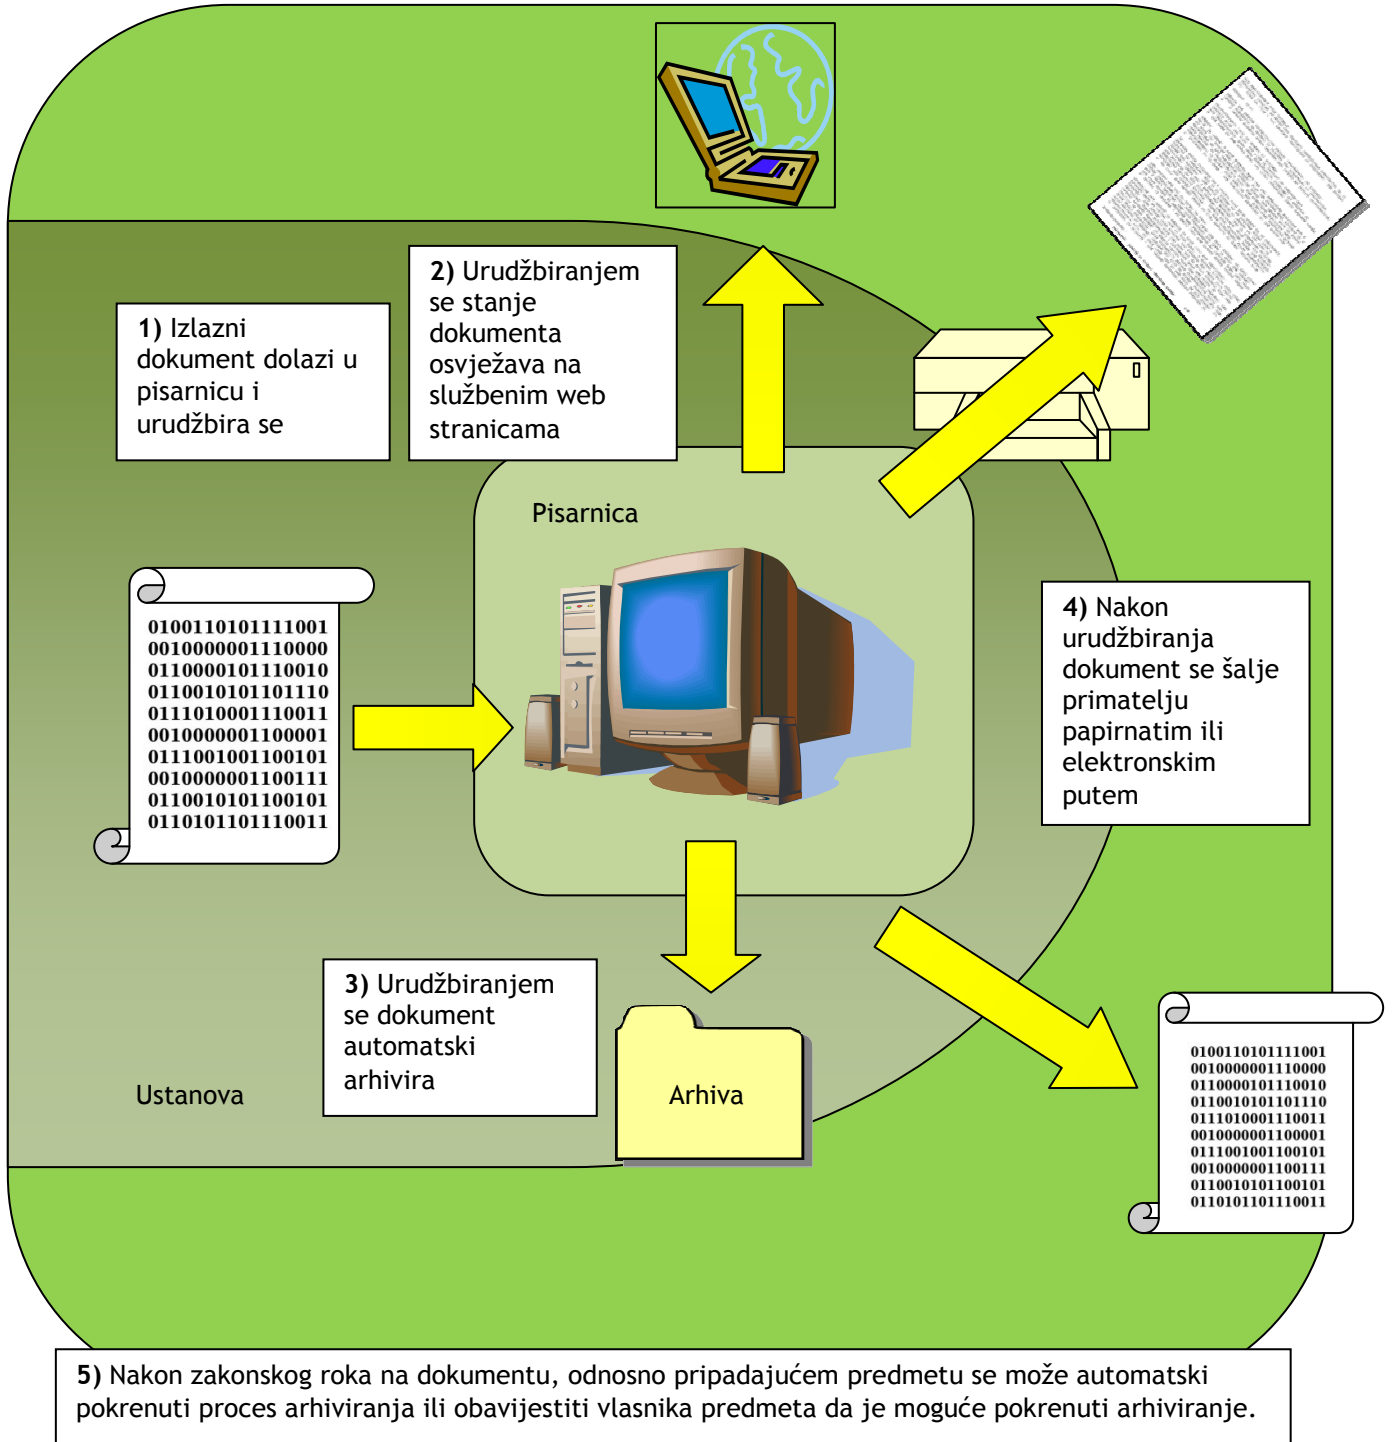 1) Izlazni
dokument dolazi u
pisarnicu i
urudžbira se
2) Urudžbiranjem
se stanje
dokumenta
osvježava na
službenim web
stranicama
Pisarnica
0100110101111001
0010000001110000
0110000101110010
0110010101101110
0111010001110011
0010000001100001
0111001001100101
0010000001100111
0110010101100101
0110101101110011
4) Nakon
urudžbiranja
dokument se šalje
primatelju
papirnatim ili
elektronskim
putem
3) Urudžbiranjem
se dokument
automatski
arhivira
Ustanova
Arhiva
0100110101111001
0010000001110000
0110000101110010
0110010101101110
0111010001110011
0010000001100001
0111001001100101
0010000001100111
0110010101100101
0110101101110011
5) Nakon zakonskog roka na dokumentu, odnosno pripadajućem predmetu se može automatski
pokrenuti proces arhiviranja ili obavijestiti vlasnika predmeta da je moguće pokrenuti arhiviranje.